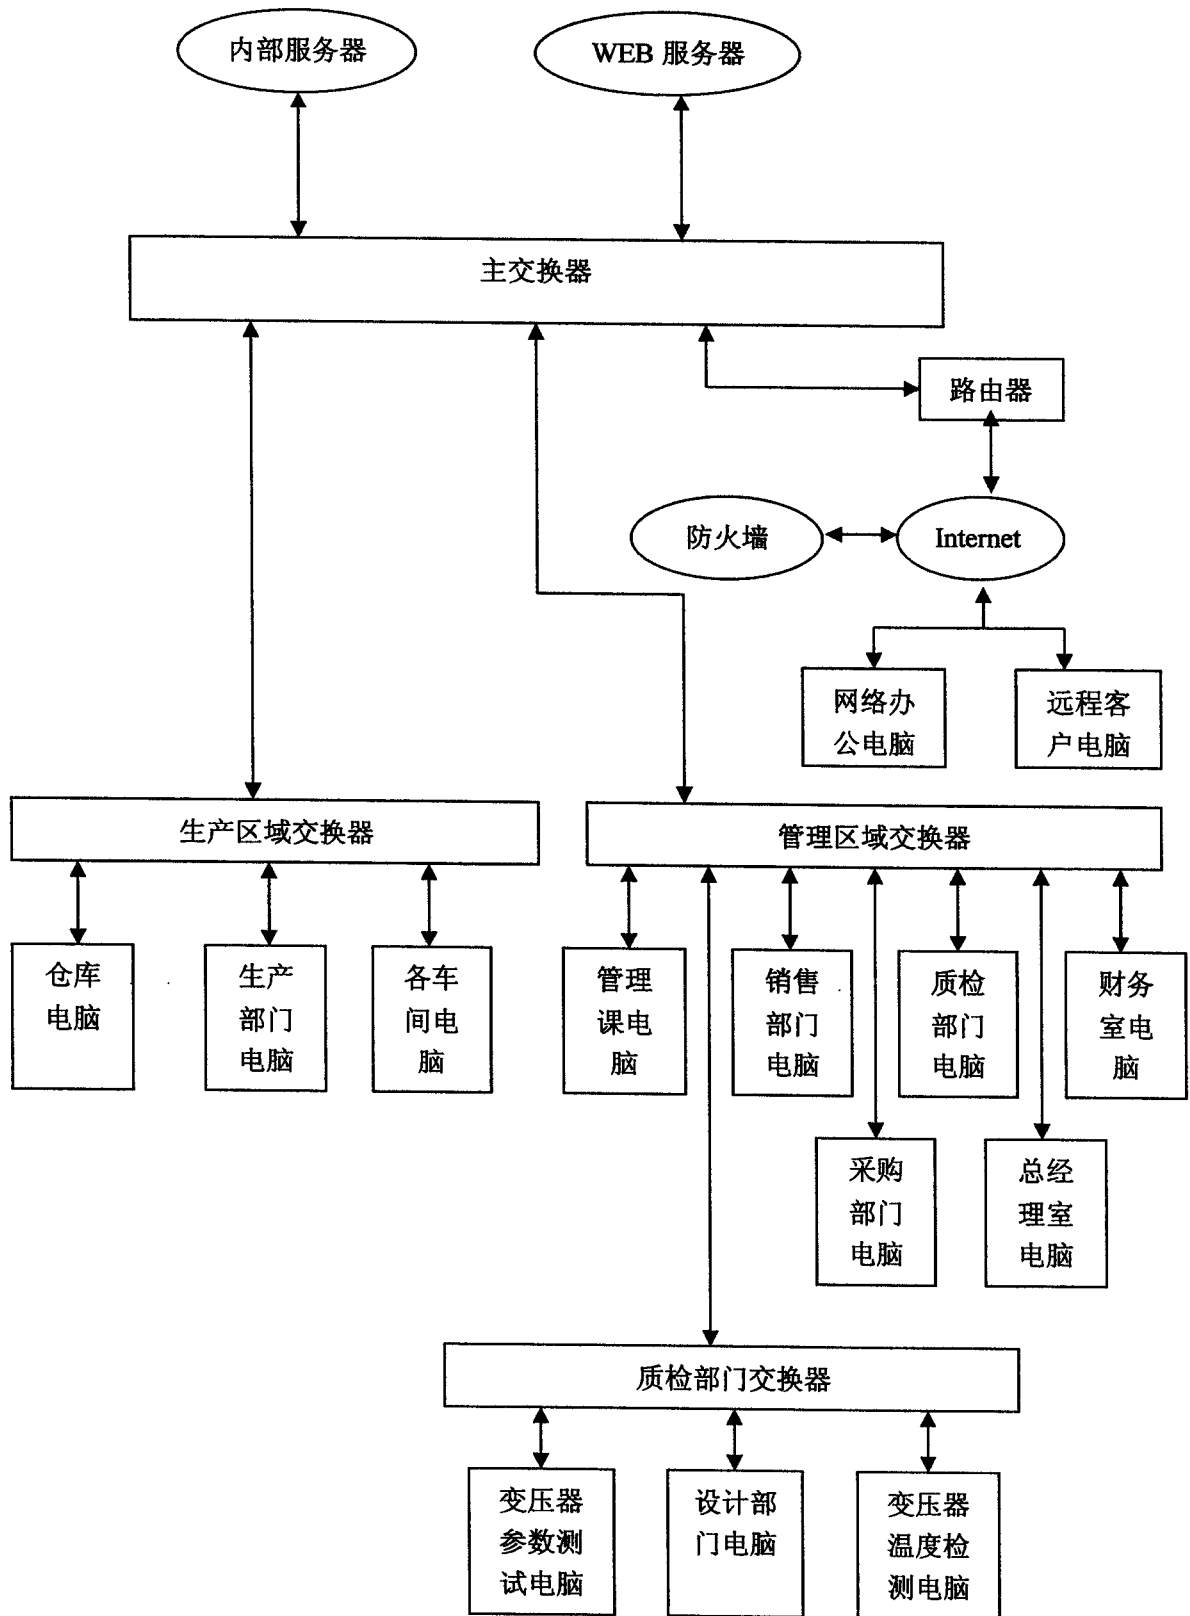 内部服务器
WEB 服务器
主交换器
路由器
防火墙
Internet
网络办
公电脑
远程客
户电脑
生产区域交换器
管理区域交换器
仓库
电脑
生产
部门
电脑
各车
间电
脑
管理
课电
脑
销售
部门
电脑
质检
部门
电脑
财务
室电
脑
采购
部门
电脑
总经
理室
电脑
质检部门交换器
变压器
参数测
试电脑
设计部
门电脑
变压器
温度检
测电脑